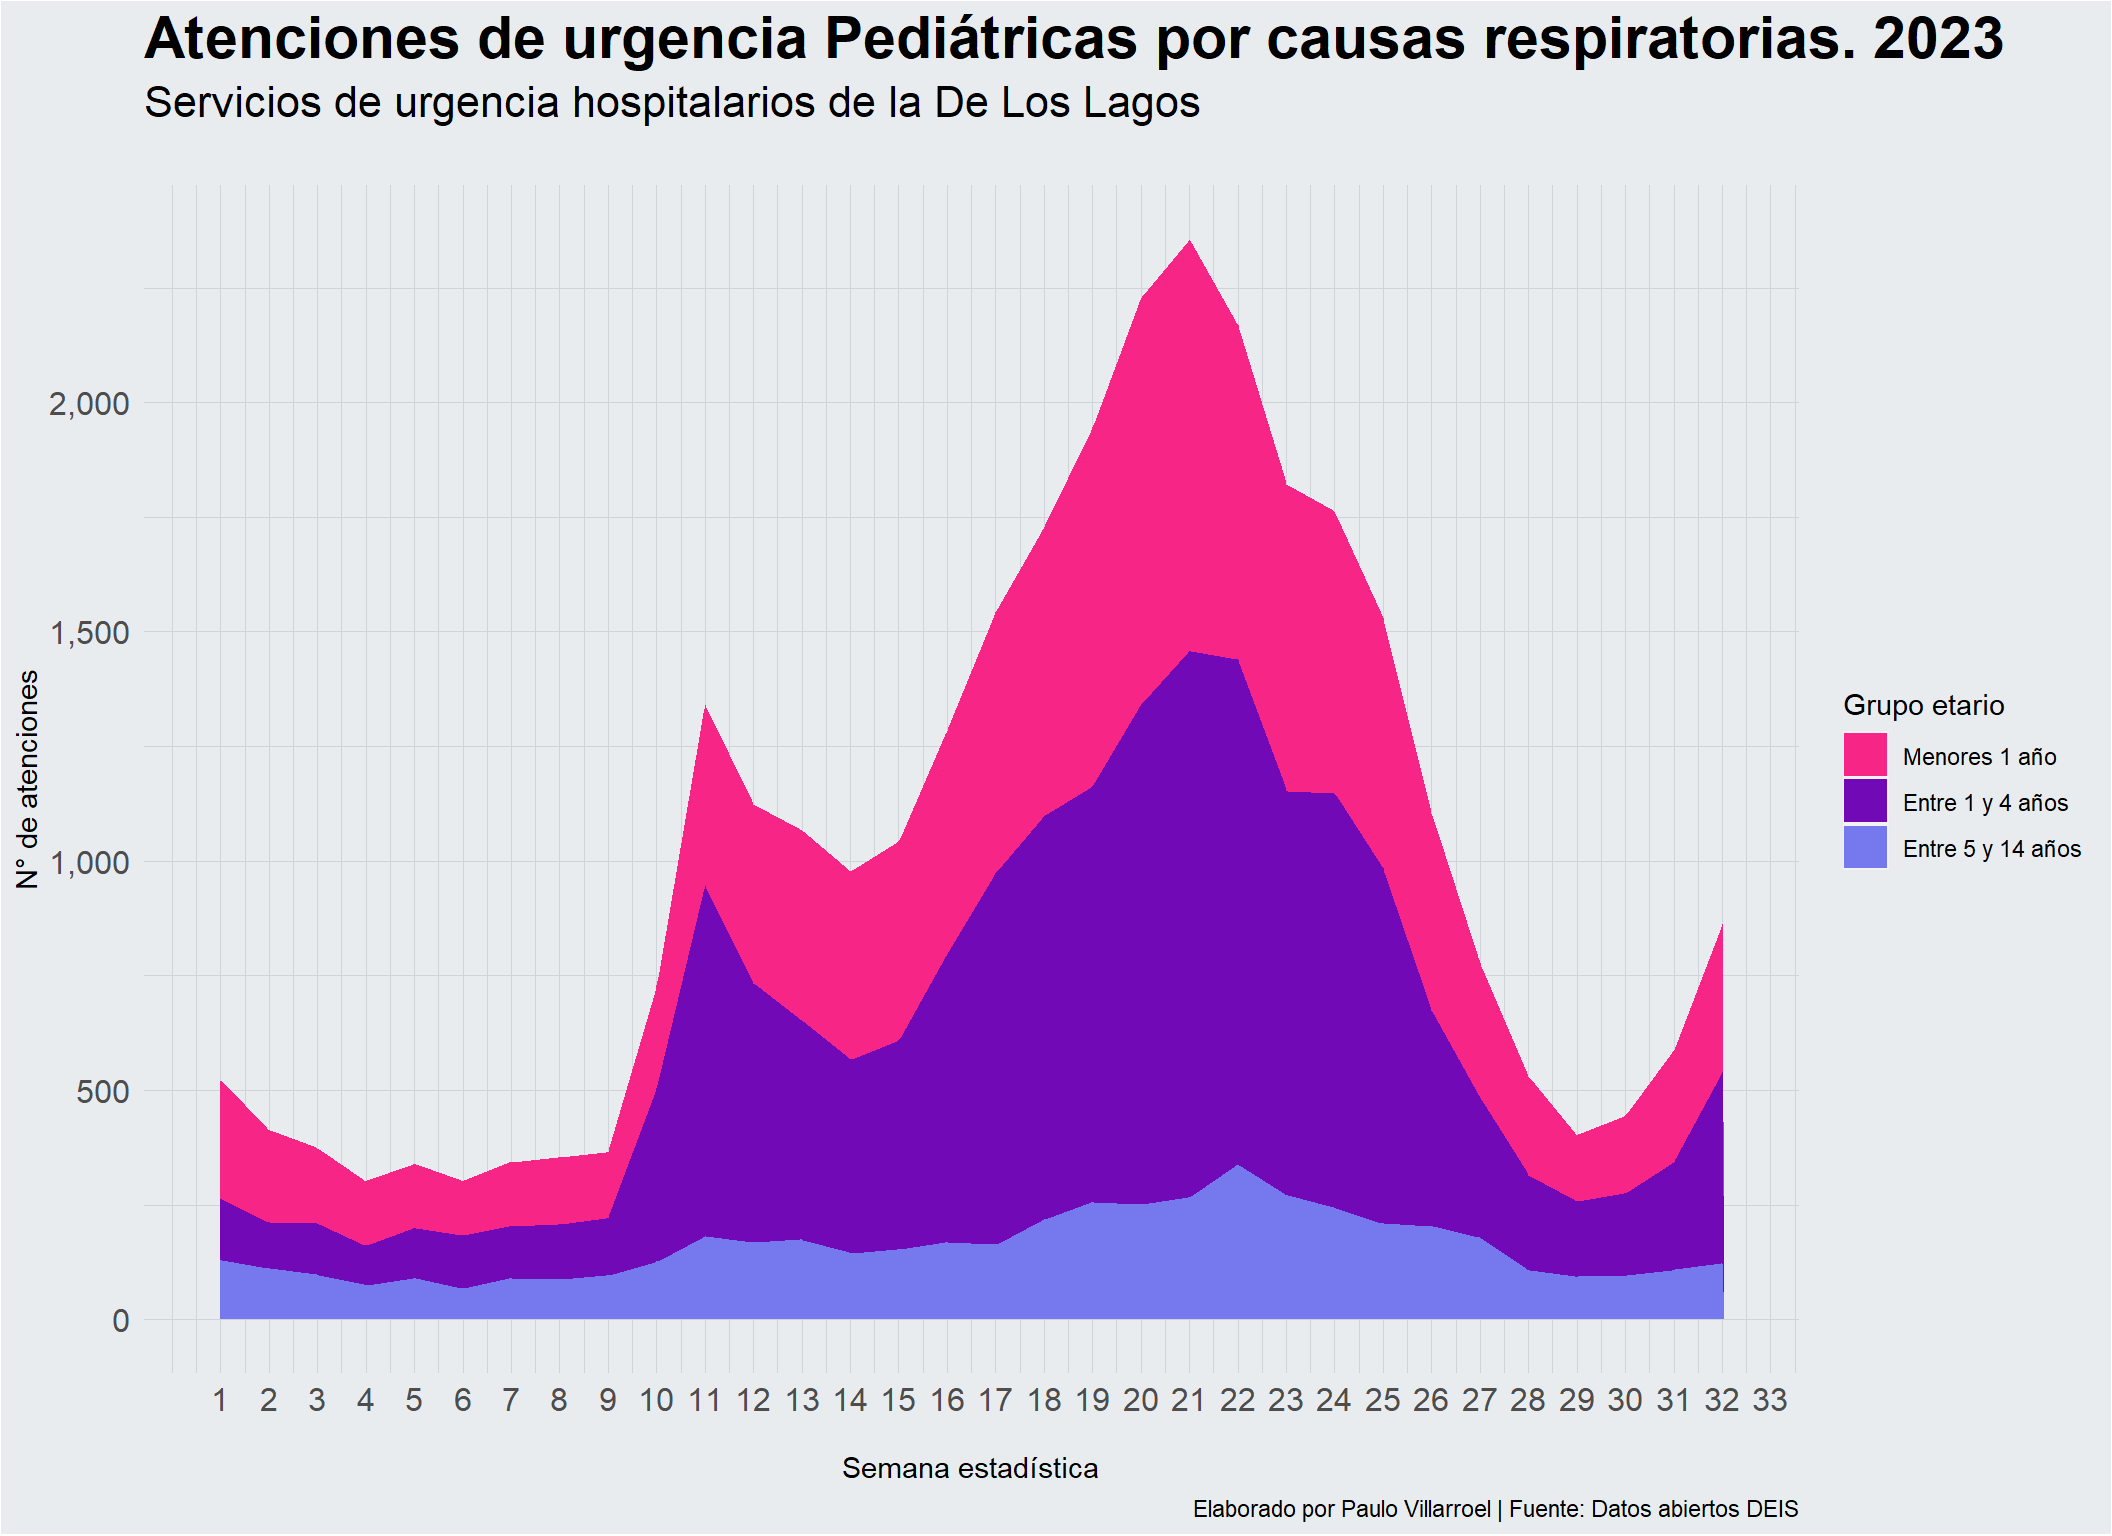 Atenciones de urgencia Pediátricas por causas respiratorias. 2023
Servicios de urgencia hospitalarios de la De Los Lagos
N° de atenciones
2,000
1,500
1,000
500
0
1 2 3 4 5 6 7 8 9 10 11 12 13 14 15 16 17 18 19 20 21 22 23 24 25 26 27 28 29 30 31 32 33
Semana estadística
Grupo etario
Menores 1 año
Entre 1 y 4 años
Entre 5 y 14 años
Elaborado por Paulo Villarroel | Fuente: Datos abiertos DEIS